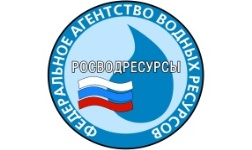 ФЕДЕРАЛЬНОЕ АГЕНТСТВО ВОДНЫХ РЕСУРСОВ
РОСВОДРЕСУРСЫ